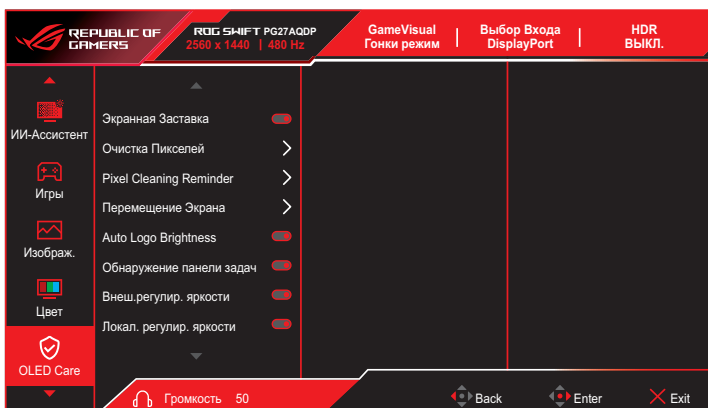 REPUBLIC OF
GAMERS
ROG SWIFT PG27AQDP
2560 x 1440 | 480 Hz
GameVisual
Гонки режим
Выбор Входа
DisplayPort
HDR
ВЫКЛ.
ИИ-Ассистент
Игры
Изображ.
Цвет
OLED Care
Экранная Заставка
Очистка Пикселей
Pixel Cleaning Reminder
Перемещение Экрана
Auto Logo Brightness
Обнаружение панели задач
Внеш.регулир. яркости
Локал. регулир. яркости
Громкость 50
Back
Enter
Exit